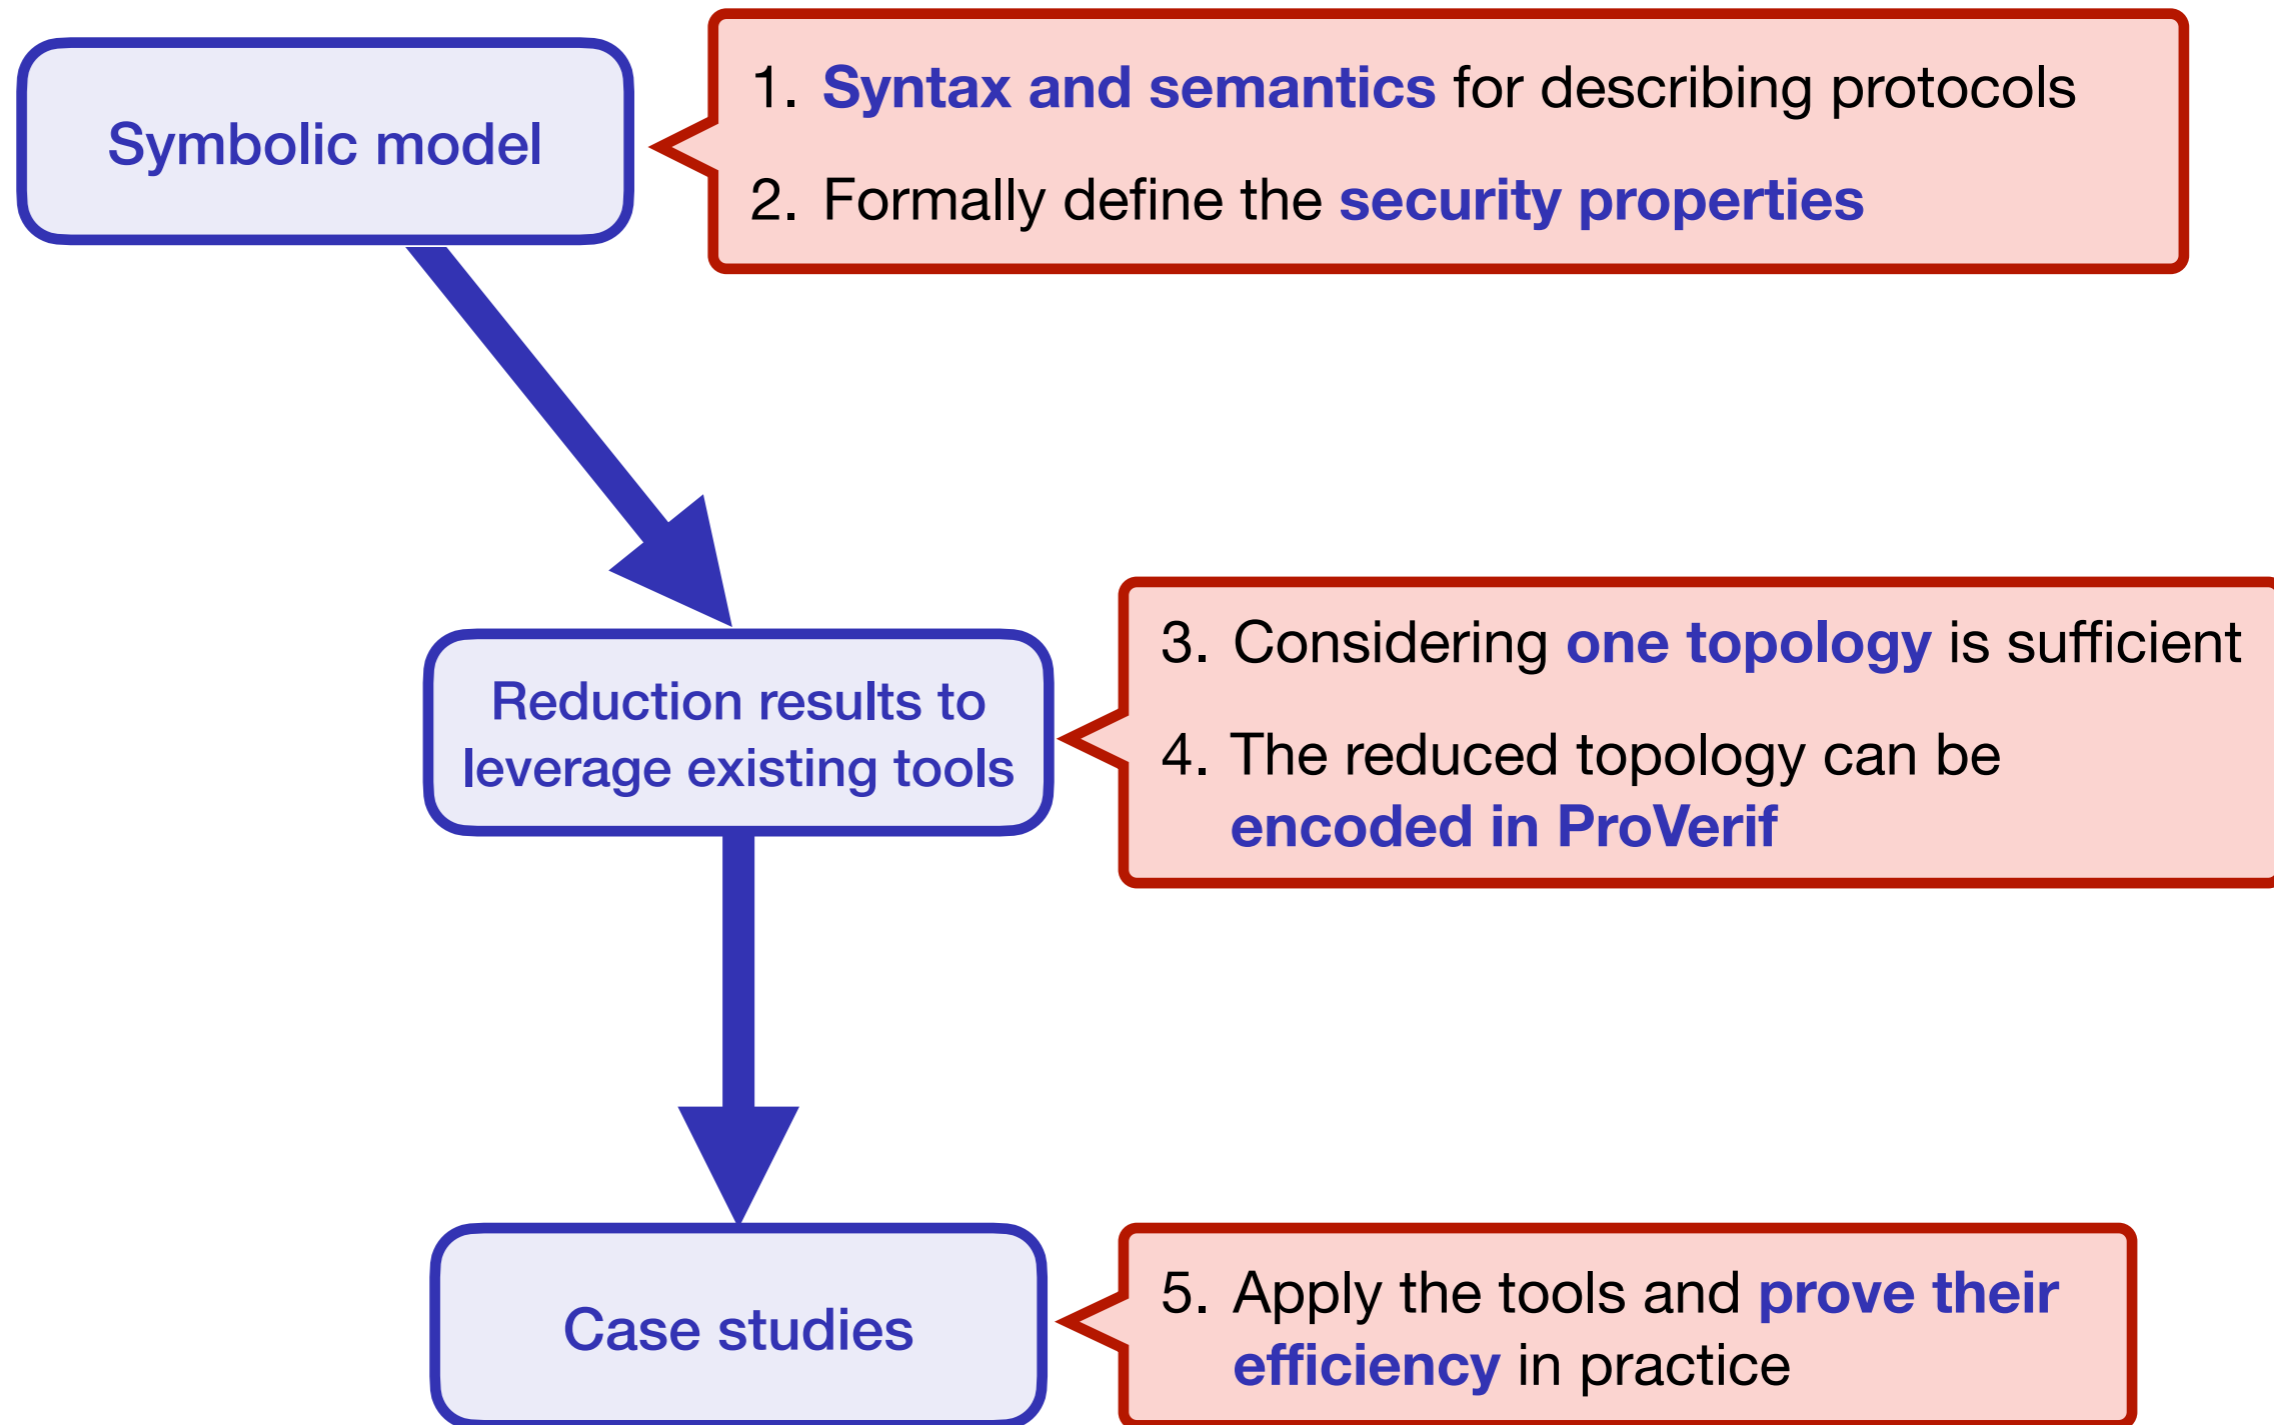 Symbolic model
1. Syntax and semantics for describing protocols
2. Formally define the security properties
Reduction results to
leverage existing tools
3. Considering one topology is sufficient
4. The reduced topology can be
encoded in ProVerif
Case studies
5. Apply the tools and prove their
efficiency in practice